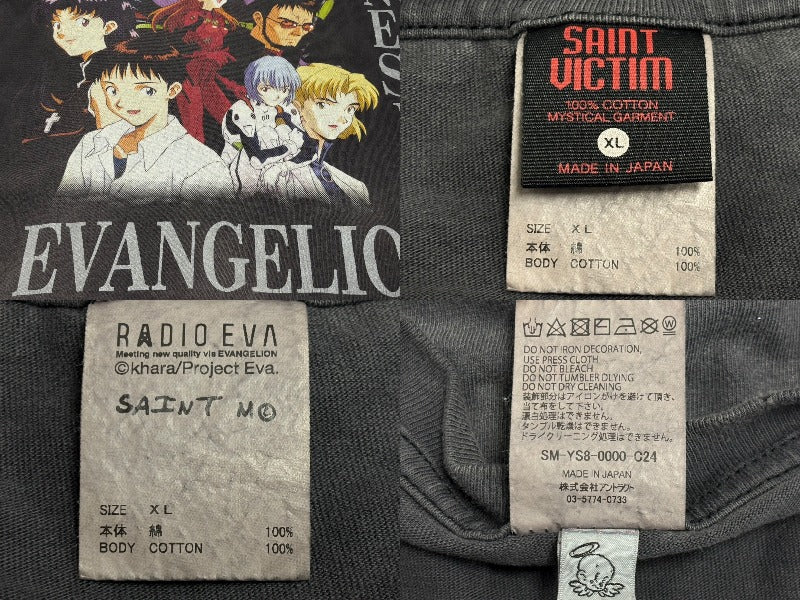 EVANGELIO
SAINT
VICTIM
100% COTTON
MYSTICAL GARMENT
XL
MADE IN JAPAN
SIZE XL
本体 綿 100%
BODY COTTON 100%
RADIO EVA
Meeting new quality vis EVANGELION
©khara/Project Eva.
SAINT M
SIZE XL
本体 綿 100%
BODY COTTON 100%
DO NOT IRON DECORATION,
USE PRESS CLOTH
DO NOT BLEACH
DO NOT TUMBLER DLYING
DO NOT DRY CLEANING
装飾部分はアイロンがけを避けて頂き、
当て布をして下さい。
漂白処理はできません。
タンブル乾燥はできません。
ドライクリーニング処理はできません。
SM-YS8-0000-C24
MADE IN JAPAN
株式会社アントラクト
03-5774-0733